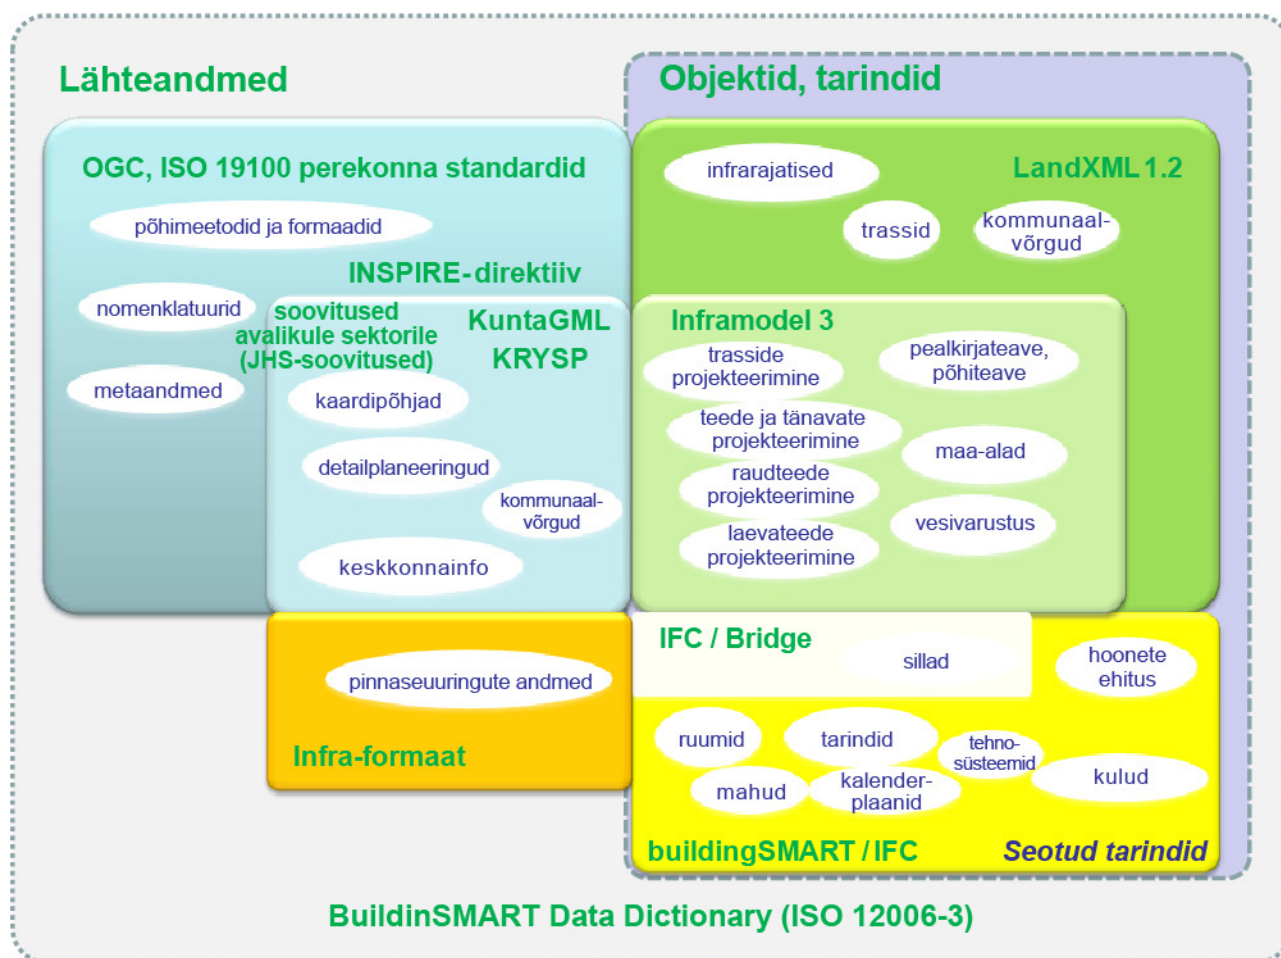 Lähteandmed
OGC, ISO 19100 perekonna standardid
põhimeetodid ja formaadid
INSPIRE-direktiiv
nomenklatuurid
soovitused
avalikule sektorile
(JHS-soovitused)
KuntaGML
KRYSP
metaandmed
kaardipõhjad
detailplaneeringud
kommunaal-
võrgud
keskkonnainfo
pinnaseuuringute andmed
Infra-formaat
Objektid, tarindid
infrarajatised
LandXML 1.2
trassid
kommunaal-
võrgud
Inframodel 3
trasside
projekteerimine
pealkirjateave,
põhiteave
teede ja tänavate
projekteerimine
maa-alad
raudteede
projekteerimine
vesivarustus
laevateede
projekteerimine
IFC / Bridge
sillad
hoonete
ehitus
ruumid
tarindid
tehno-
süsteemid
mahud
kalender-
plaanid
kulud
buildingSMART / IFC
Seotud tarindid
BuildinSMART Data Dictionary (ISO 12006-3)